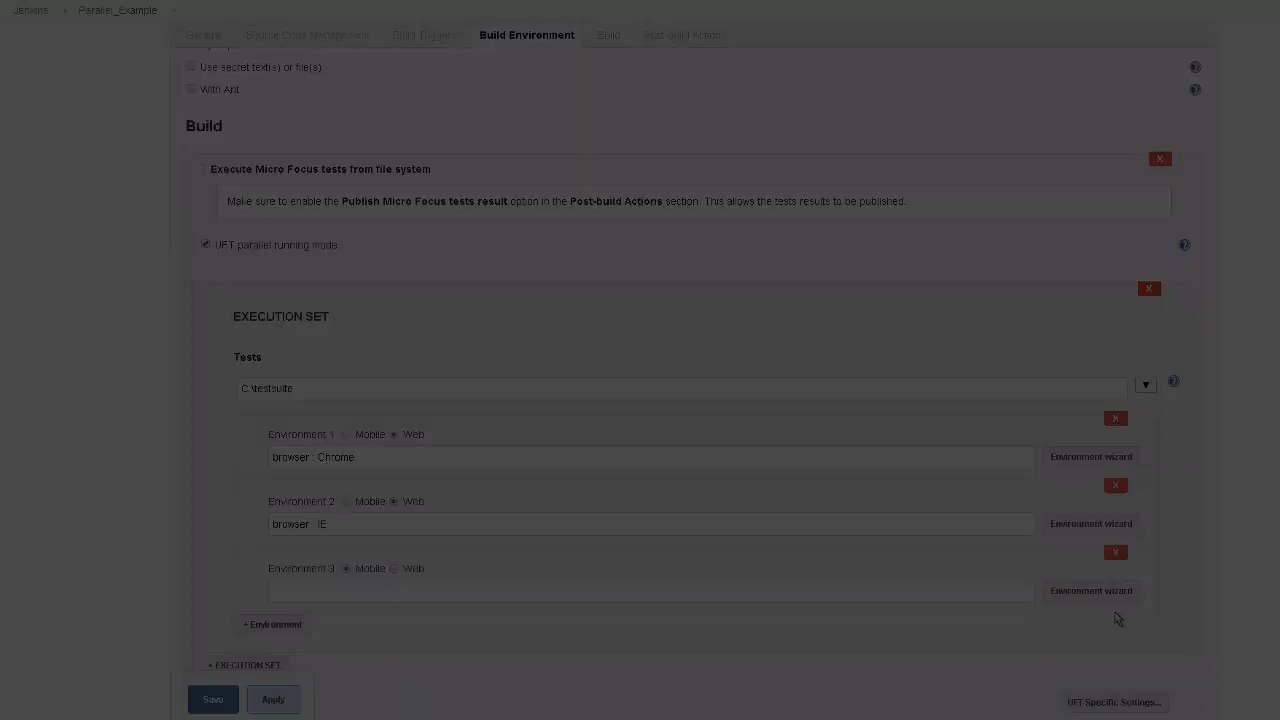 Jenkins › Parallel_Example
General Source Code Management Build Triggers Build Environment Build Post-build Actions
Use secret text(s) or file(s)
With Ant
Build
Execute Micro Focus tests from file system
X
Make sure to enable the Publish Micro Focus tests result option in the Post-build Actions section. This allows the tests results to be published.
UFT parallel running mode
X
EXECUTION SET
Tests
C:\testsuite
X
Environment 1 Mobile Web
browser : Chrome Environment wizard
X
Environment 2 Mobile Web
browser : IE Environment wizard
X
Environment 3 Mobile Web
Environment wizard
+ Environment
+ EXECUTION SET
Save Apply
UFT Specific Settings...